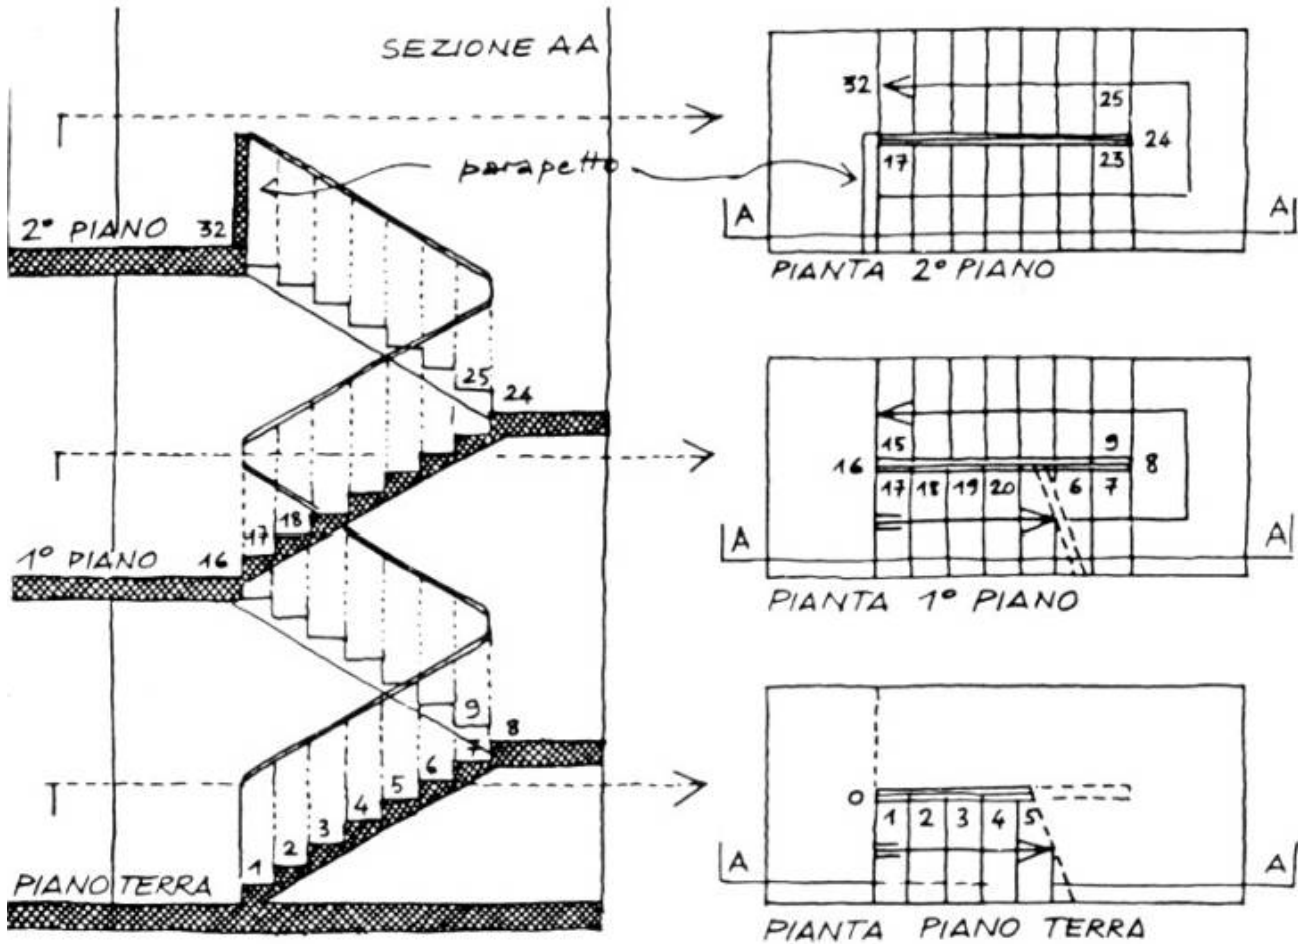 SEZIONE AA
parapetto
2° PIANO 32
25
24
17
18
1° PIANO 16
9
8
7
6
5
4
3
2
1
PIANO TERRA
32
25
24
17
23
A A
PIANTA 2° PIANO
15 9
16 8
17 18 19 20 6 7
A A
PIANTA 1° PIANO
0
1 2 3 4 5
A A
PIANTA PIANO TERRA